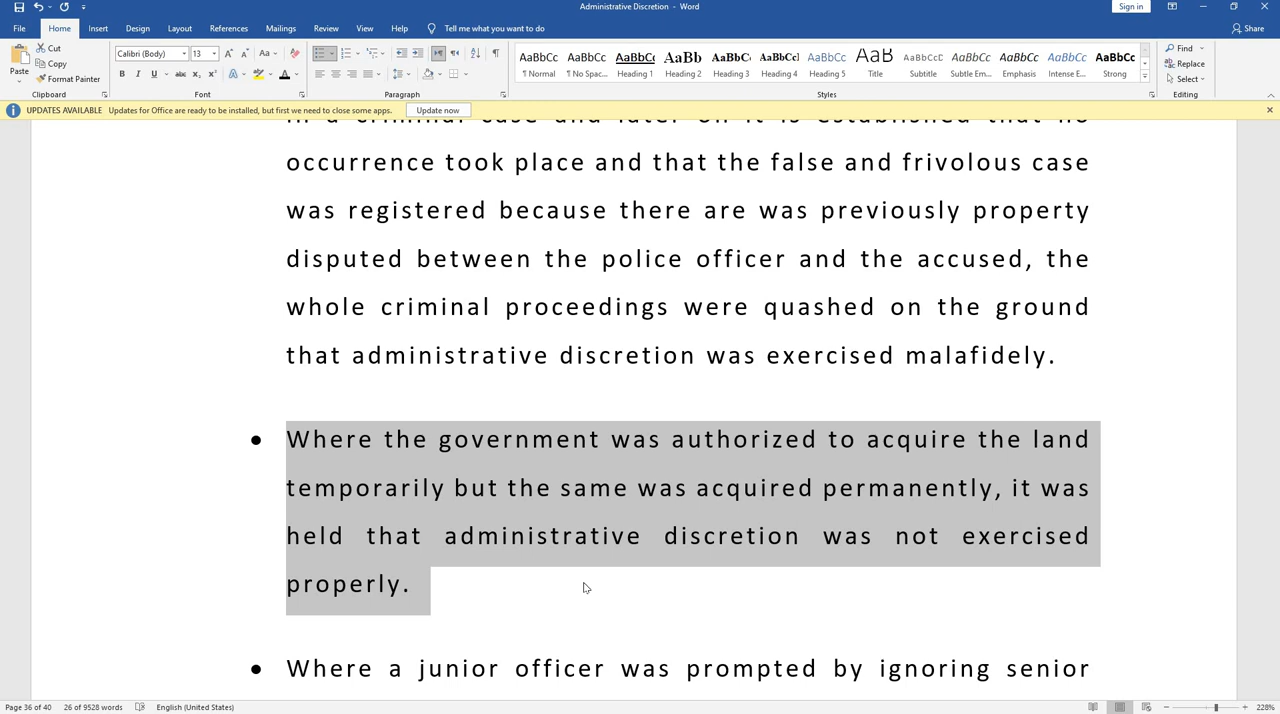 Administrative Discretion - Word
Sign in
File Home Insert Design Layout References Mailings Review View Help Tell me what you want to do Share
Paste Cut Copy Format Painter
Clipboard
Calibri (Body) 13
Font
Paragraph
AaBbCc AaBbCc AaBbCc AaBb AaBbC AaBbCcI AaBbCc AaB AaBbCcC AaBbCc AaBbCc AaBbCc AaBbCc
¶ Normal ¶ No Spac... Heading 1 Heading 2 Heading 3 Heading 4 Heading 5 Title Subtitle Subtle Em... Emphasis Intense E... Strong
Styles
Find
Replace
Select
Editing
UPDATES AVAILABLE Updates for Office are ready to be installed, but first we need to close some apps. Update now
in a criminal case and later on it is established that no
occurrence took place and that the false and frivolous case
was registered because there are was previously property
disputed between the police officer and the accused, the
whole criminal proceedings were quashed on the ground
that administrative discretion was exercised malafidely.
• Where the government was authorized to acquire the land
temporarily but the same was acquired permanently, it was
held that administrative discretion was not exercised
properly.
• Where a junior officer was prompted by ignoring senior
Page 36 of 40 26 of 9528 words English (United States) 228%